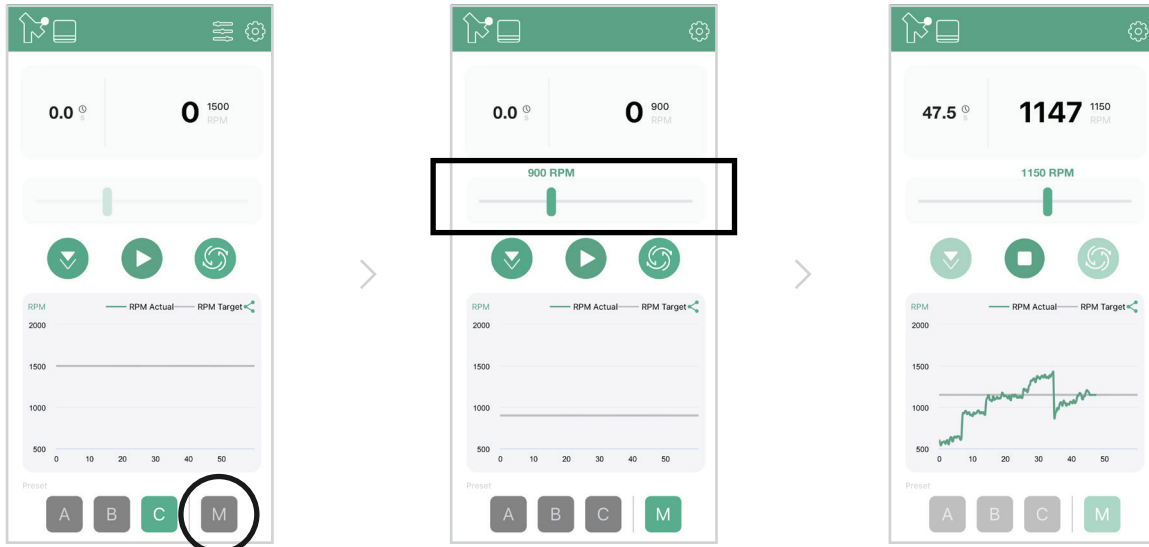 0.0 s
0 1500 RPM
RPM
RPM Actual
RPM Target
2000
1500
1000
500
0 10 20 30 40 50
Preset
A B C M
0.0 s
0 900 RPM
900 RPM
RPM
RPM Actual
RPM Target
2000
1500
1000
500
0 10 20 30 40 50
Preset
A B C M
47.5 s
1147 1150 RPM
1150 RPM
RPM
RPM Actual
RPM Target
2000
1500
1000
500
0 10 20 30 40 50
Preset
A B C M